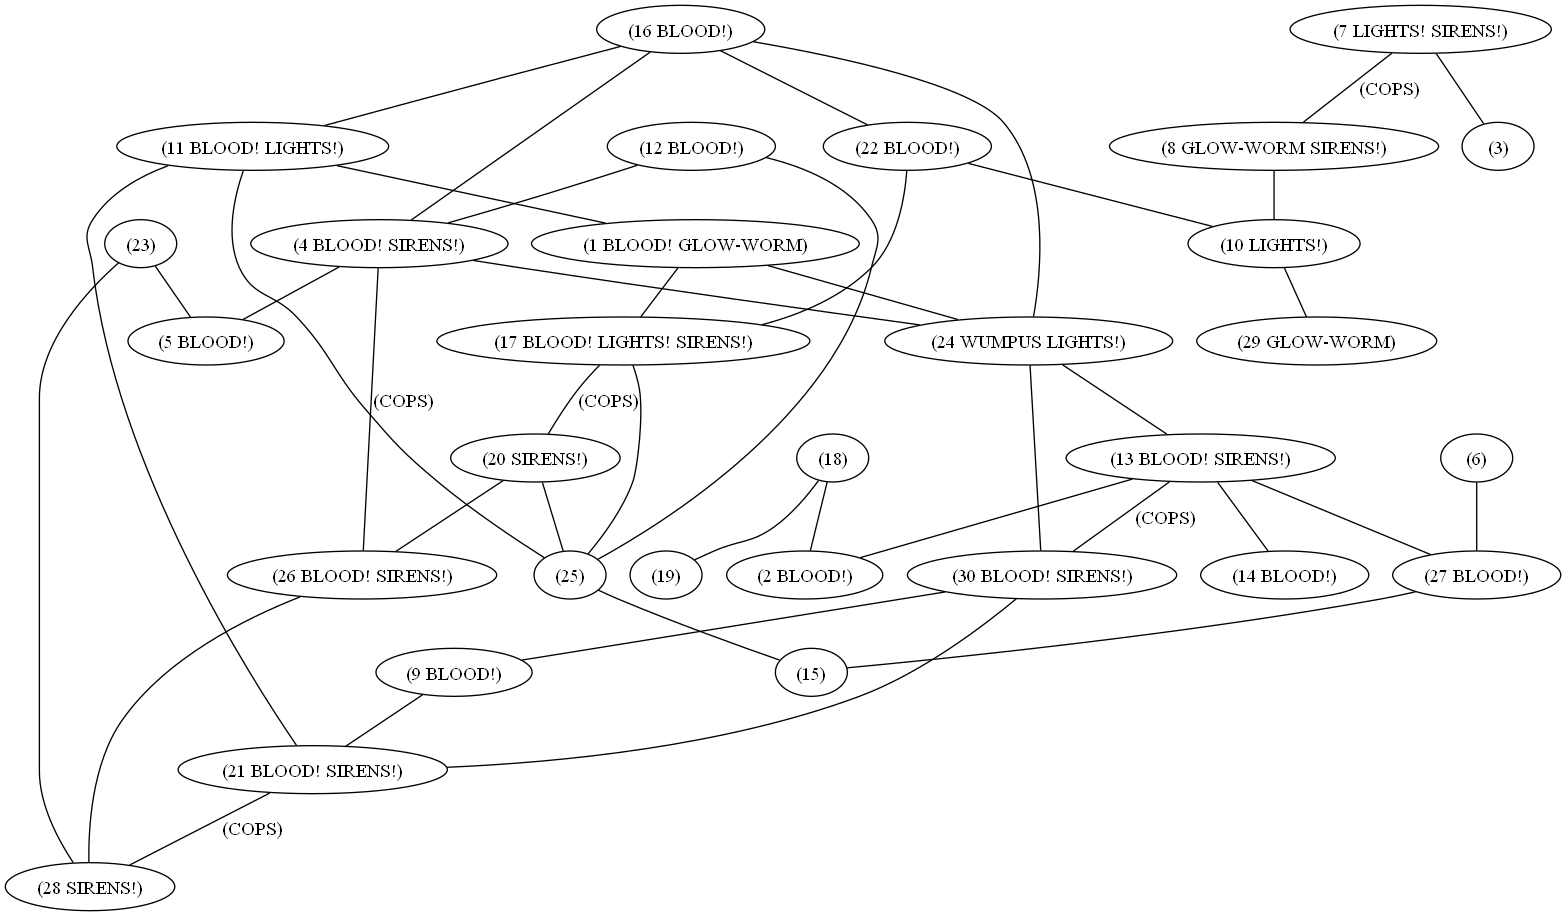 (16 BLOOD!)
(7 LIGHTS! SIRENS!)
(COPS)
(11 BLOOD! LIGHTS!)
(12 BLOOD!)
(22 BLOOD!)
(8 GLOW-WORM SIRENS!)
(3)
(23)
(4 BLOOD! SIRENS!)
(1 BLOOD! GLOW-WORM)
(10 LIGHTS!)
(5 BLOOD!)
(17 BLOOD! LIGHTS! SIRENS!)
(24 WUMPUS LIGHTS!)
(29 GLOW-WORM)
(COPS)
(COPS)
(20 SIRENS!)
(18)
(13 BLOOD! SIRENS!)
(6)
(COPS)
(26 BLOOD! SIRENS!)
(25)
(19)
(2 BLOOD!)
(30 BLOOD! SIRENS!)
(14 BLOOD!)
(27 BLOOD!)
(9 BLOOD!)
(15)
(21 BLOOD! SIRENS!)
(COPS)
(28 SIRENS!)